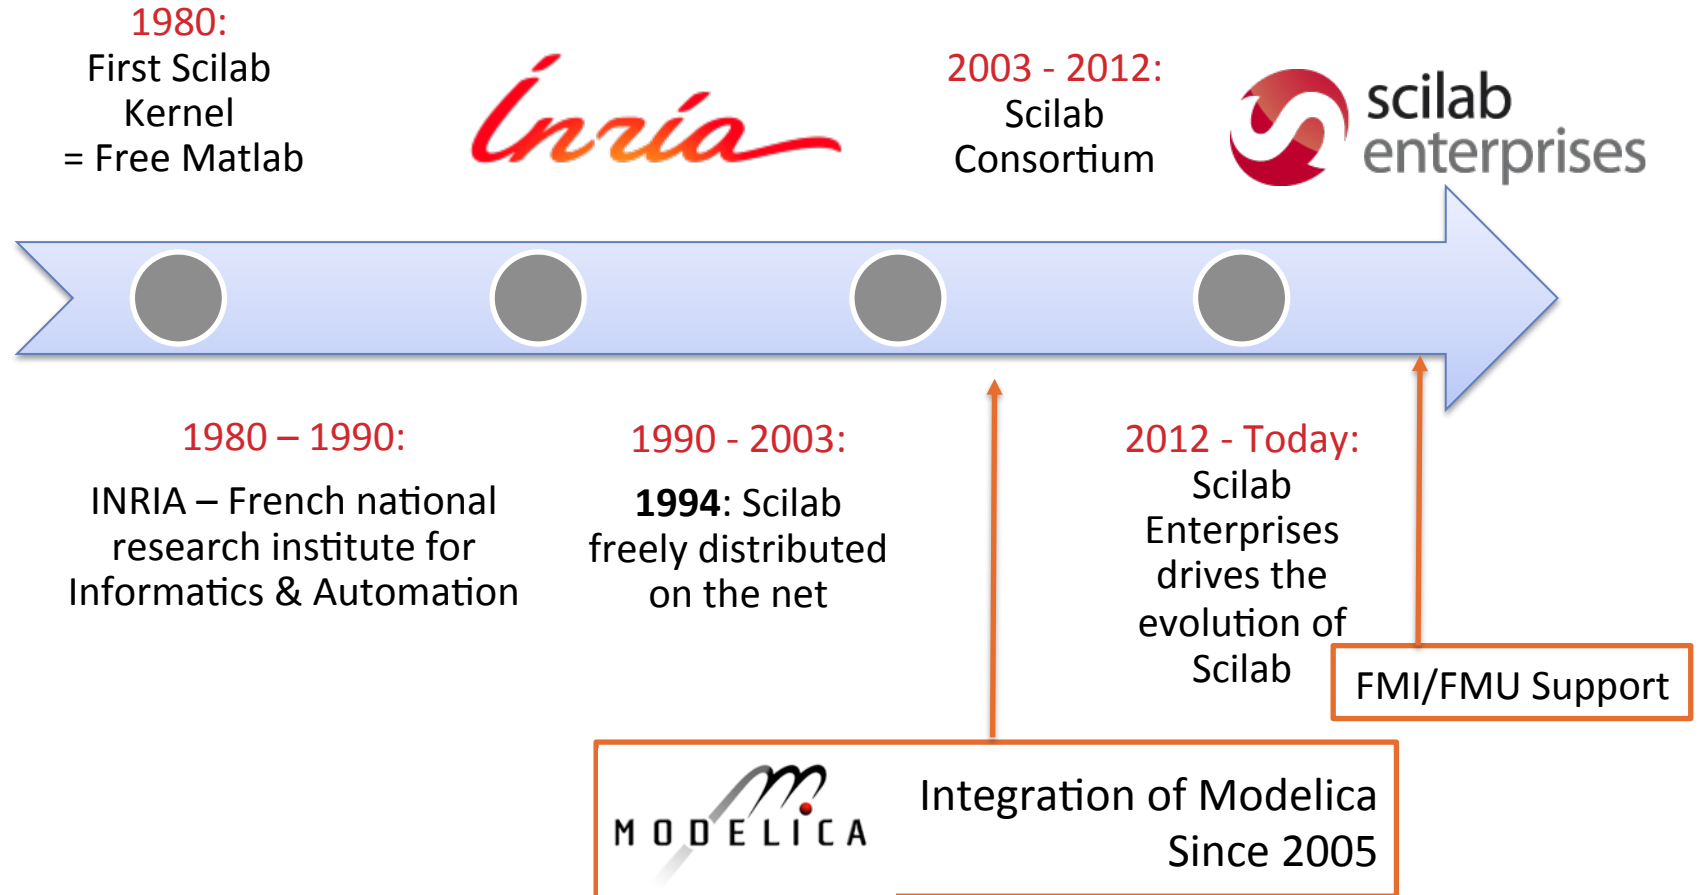 1980:
First Scilab
Kernel
= Free Matlab
Inria
2003 - 2012:
Scilab
Consortium
scilab
enterprises
1980 – 1990:
INRIA – French national
research institute for
Informatics & Automation
1990 - 2003:
1994: Scilab
freely distributed
on the net
2012 - Today:
Scilab
Enterprises
drives the
evolution of
Scilab
FMI/FMU Support
MODELICA
Integration of Modelica
Since 2005